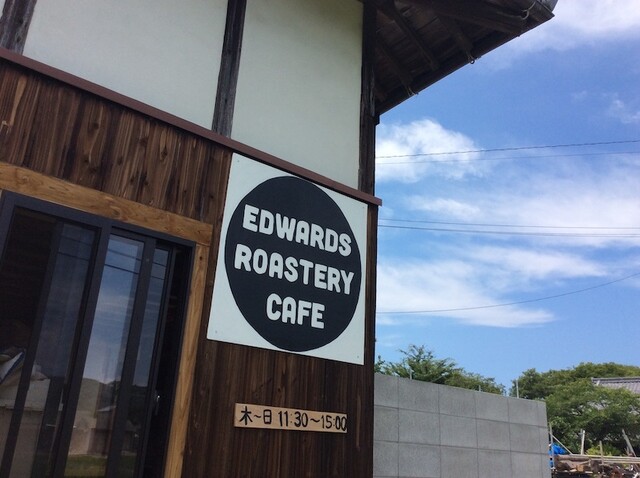 EDWARDS
ROASTERY
CAFE
木～日 11:30～15:00